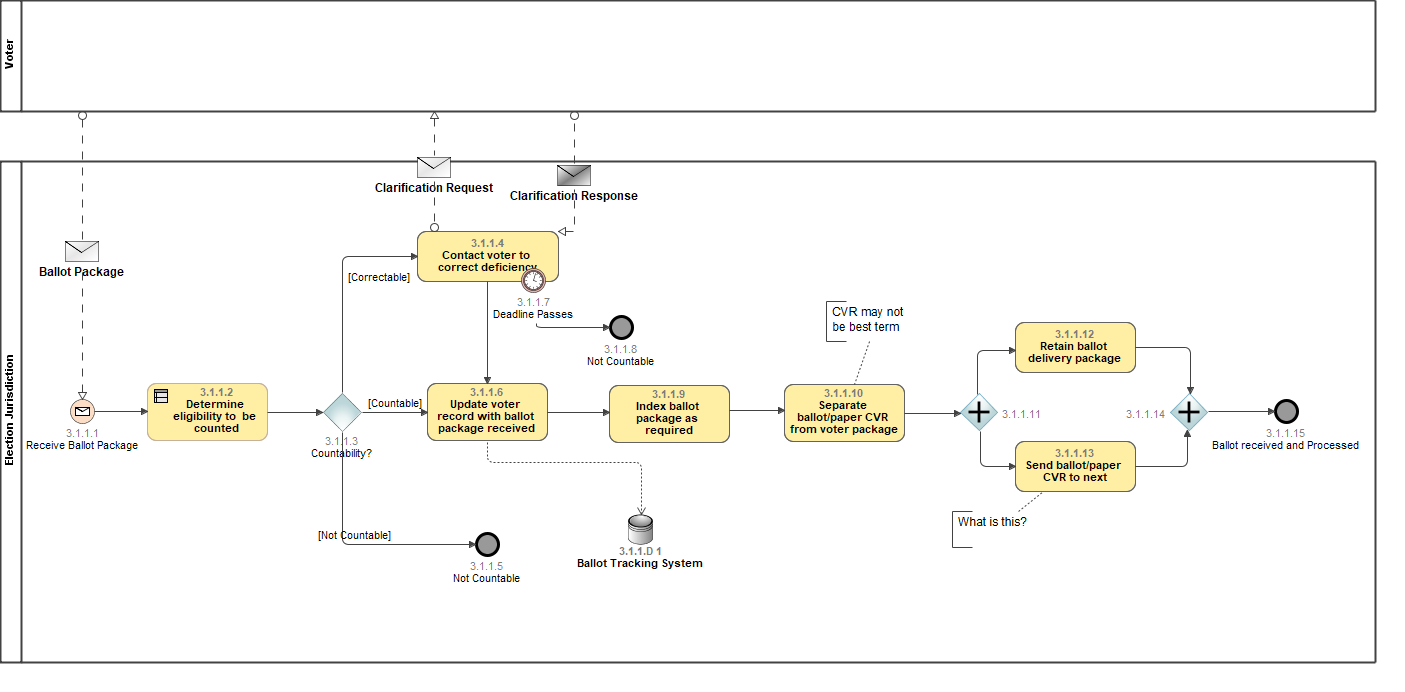 Voter
Election Jurisdiction
Ballot Package
3.1.1.1
Receive Ballot Package
3.1.1.2
Determine
eligibility to  be
counted
3.1.1.3
Countability?
[Correctable]
[Countable]
[Not Countable]
Clarification Request
Clarification Response
3.1.1.4
Contact voter to
correct deficiency
3.1.1.7
Deadline Passes
3.1.1.8
Not Countable
3.1.1.6
Update voter
record with ballot
package received
3.1.1.5
Not Countable
3.1.1.D 1
Ballot Tracking System
3.1.1.9
Index ballot
package as
required
CVR may not
be best term
3.1.1.10
Separate
ballot/paper CVR
from voter package
3.1.1.11
3.1.1.12
Retain ballot
delivery package
3.1.1.13
Send ballot/paper
CVR to next
What is this?
3.1.1.14
3.1.1.15
Ballot received and Processed